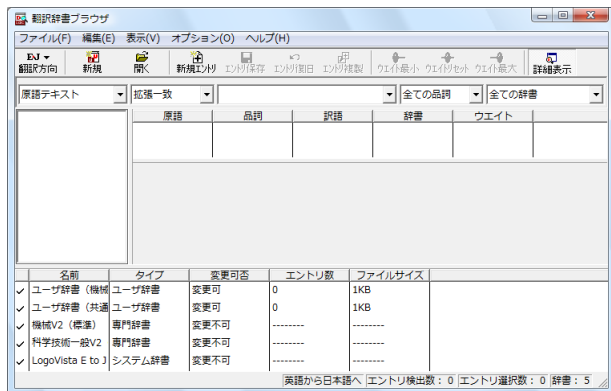 翻訳辞書ブラウザ
ファイル(F) 編集(E) 表示(V) オプション(O) ヘルプ(H)
EXJ
翻訳方向 新規 開く 新規エントリ エントリ保存 エントリ復旧 エントリ複製 ウエイト最小 ウエイトリセット ウエイト最大 詳細表示
原語テキスト 拡張一致 全ての品詞 全ての辞書
原語 品詞 訳語 辞書 ウエイト
名前 タイプ 変更可否 エントリ数 ファイルサイズ
ユーザ辞書（機械 ユーザ辞書 変更可 0 1KB
ユーザ辞書（共通 ユーザ辞書 変更可 0 1KB
機械V2（標準） 専門辞書 変更不可 -------- --------
科学技術一般V2 専門辞書 変更不可 -------- --------
LogoVista E to J システム辞書 変更不可 -------- --------
英語から日本語へ エントリ検出数： 0 エントリ選択数： 0 辞書： 5